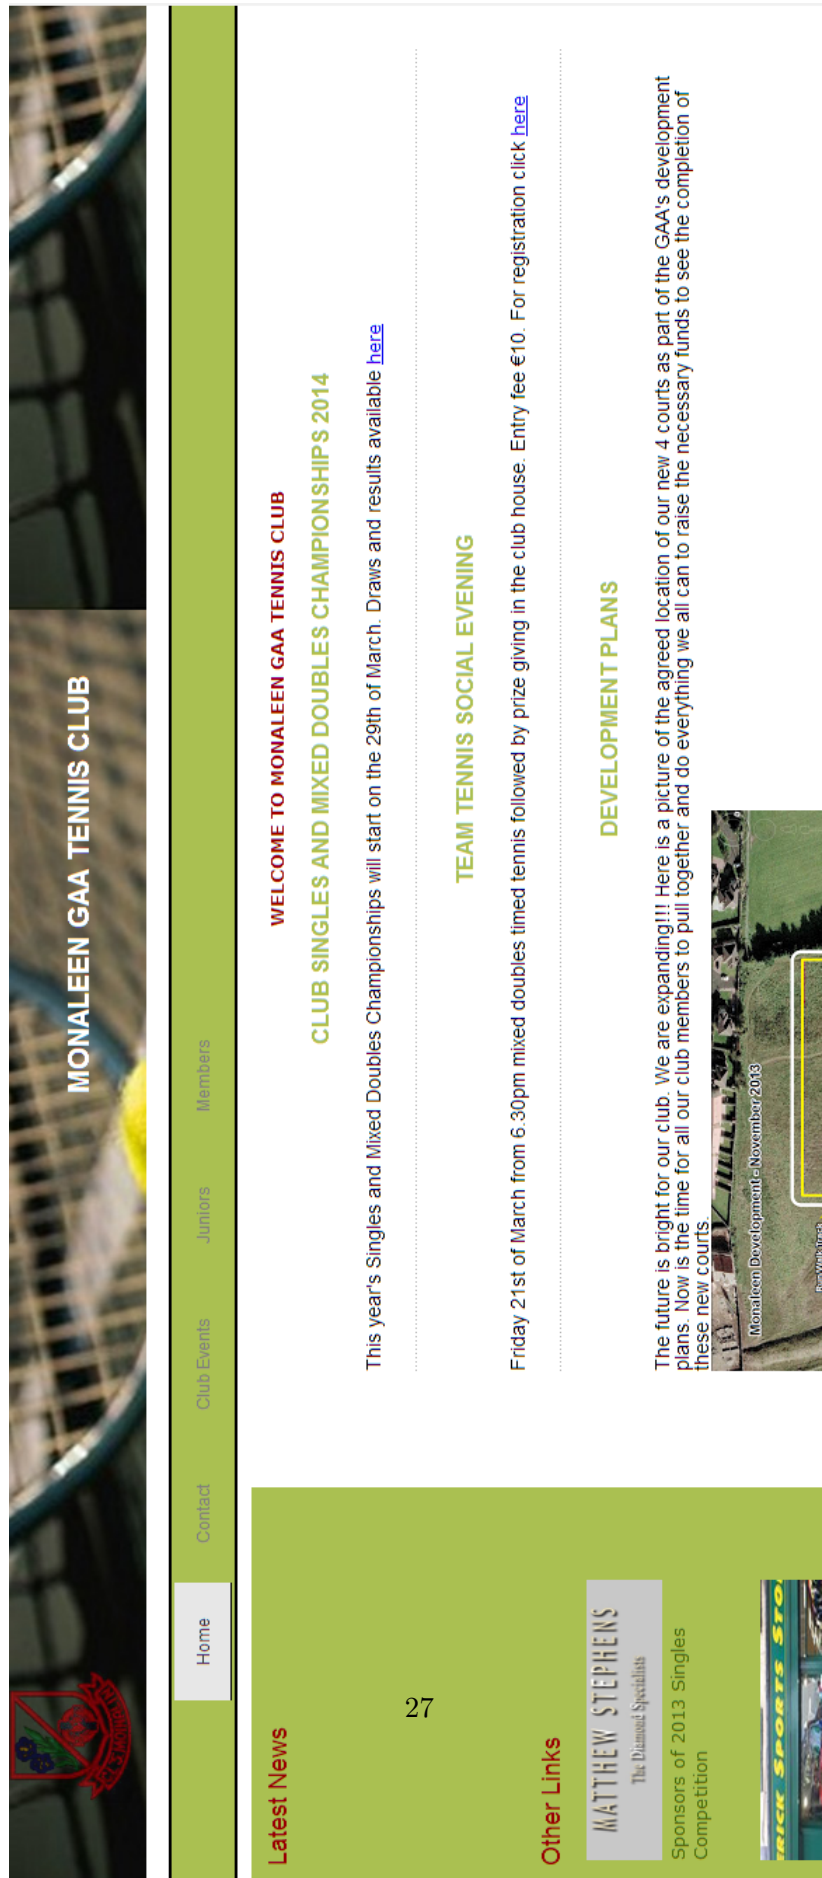 MONALEEN GAA TENNIS CLUB
Home
Contact
Club Events
Juniors
Members
Latest News
Other Links
MATTHEW STEPHENS
The Diamond Specialists
Sponsors of 2013 Singles
Competition
ERICK SPORTS STO
WELCOME TO MONALEEN GAA TENNIS CLUB
CLUB SINGLES AND MIXED DOUBLES CHAMPIONSHIPS 2014
This year's Singles and Mixed Doubles Championships will start on the 29th of March. Draws and results available here
TEAM TENNIS SOCIAL EVENING
Friday 21st of March from 6.30pm mixed doubles timed tennis followed by prize giving in the club house. Entry fee €10. For registration click here
DEVELOPMENT PLANS
The future is bright for our club. We are expanding!!! Here is a picture of the agreed location of our new 4 courts as part of the GAA's development
plans. Now is the time for all our club members to pull together and do everything we all can to raise the necessary funds to see the completion of
these new courts.
Monaleen Development - November 2013
27